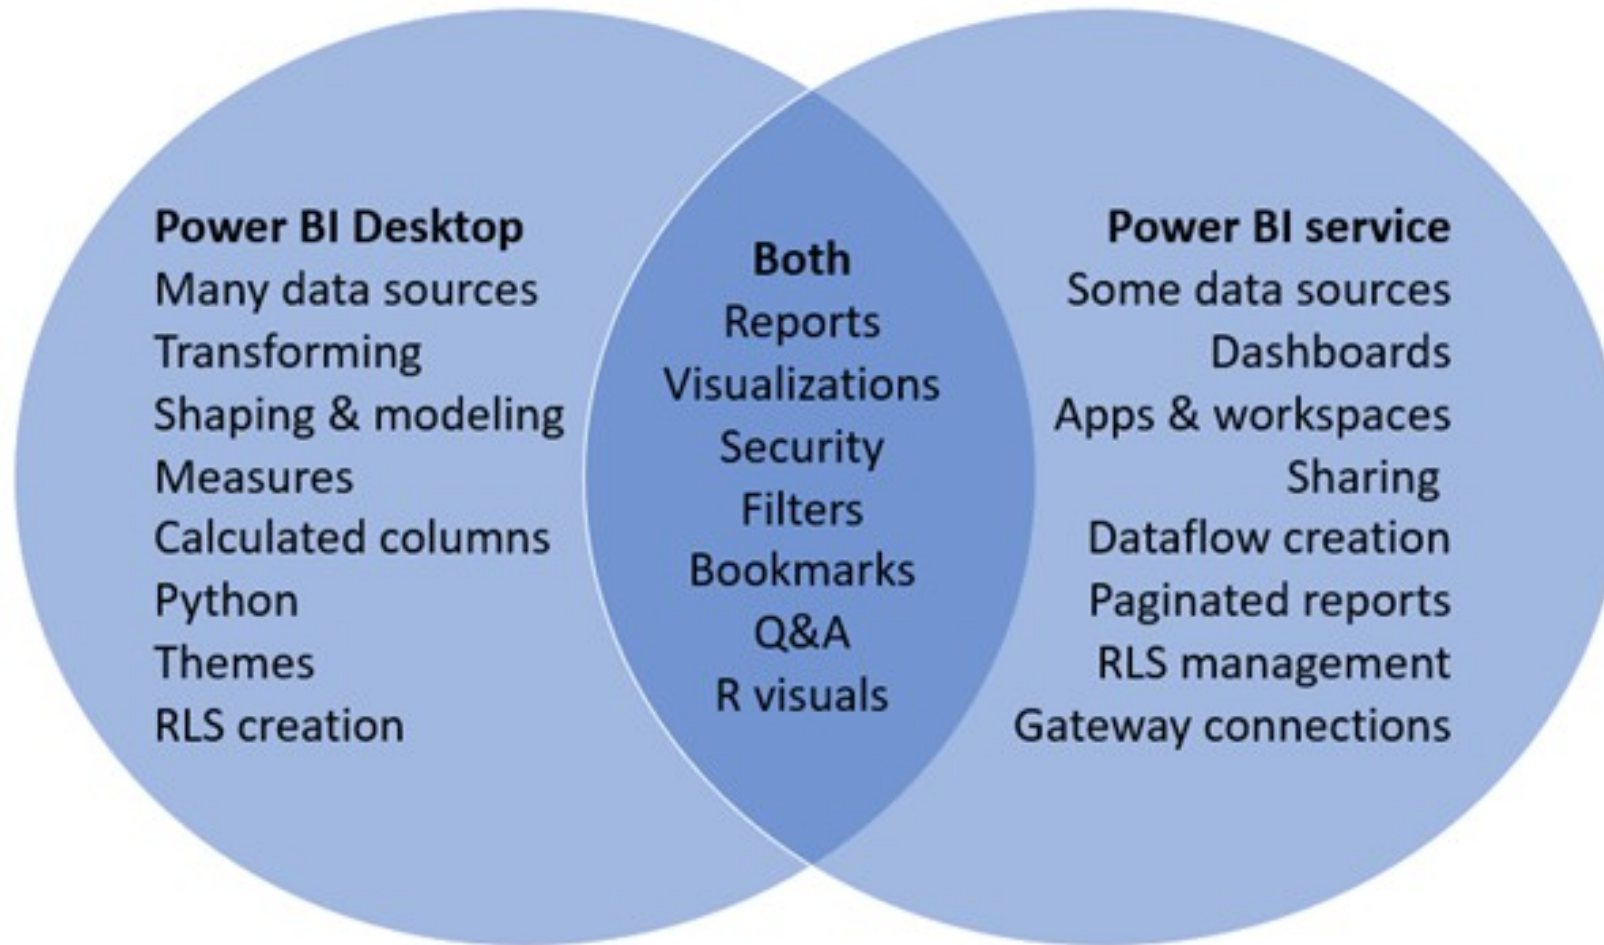 Power BI Desktop
Many data sources
Transforming
Shaping & modeling
Measures
Calculated columns
Python
Themes
RLS creation
Both
Reports
Visualizations
Security
Filters
Bookmarks
Q&A
R visuals
Power BI service
Some data sources
Dashboards
Apps & workspaces
Sharing
Dataflow creation
Paginated reports
RLS management
Gateway connections